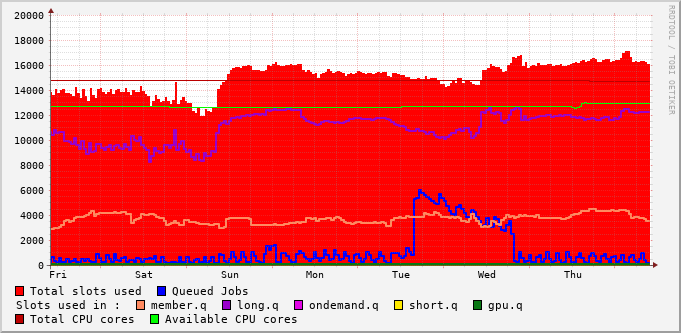 20000
18000
16000
14000
12000
10000
8000
6000
4000
2000
0
Fri Sat Sun Mon Tue Wed Thu
Total slots used Queued Jobs
Slots used in : member.q long.q ondemand.q short.q gpu.q
Total CPU cores Available CPU cores
RRDTOOL / TOBI OETIKER